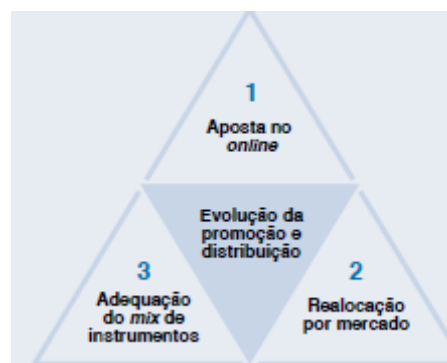 1
Aposta no
online
Evolução da
promoção e
distribuição
3
Adequação
do mix de
instrumentos
2
Realocação
por mercado